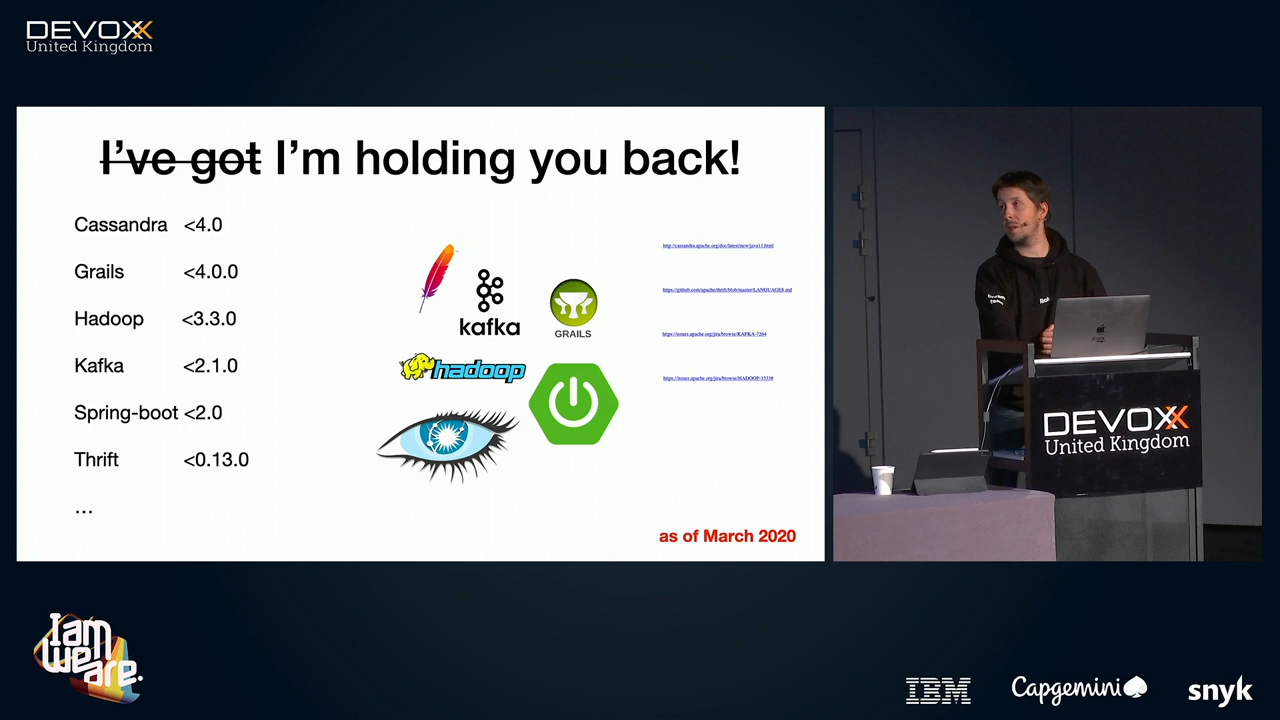 DEVOXX
United Kingdom
I've got I'm holding you back!
Cassandra <4.0
Grails <4.0.0
Hadoop <3.3.0
Kafka <2.1.0
Spring-boot <2.0
Thrift <0.13.0
…
kafka
GRAILS
hadoop
http://cassandra.apache.org/doc/latest/new/java11.html
https://github.com/apache/thrift/blob/master/LANGUAGES.md
https://issues.apache.org/jira/browse/KAFKA-7264
https://issues.apache.org/jira/browse/HADOOP-15338
as of March 2020
DEVOXX
United Kingdom
I am
we
are.
IBM
Capgemini
snyk